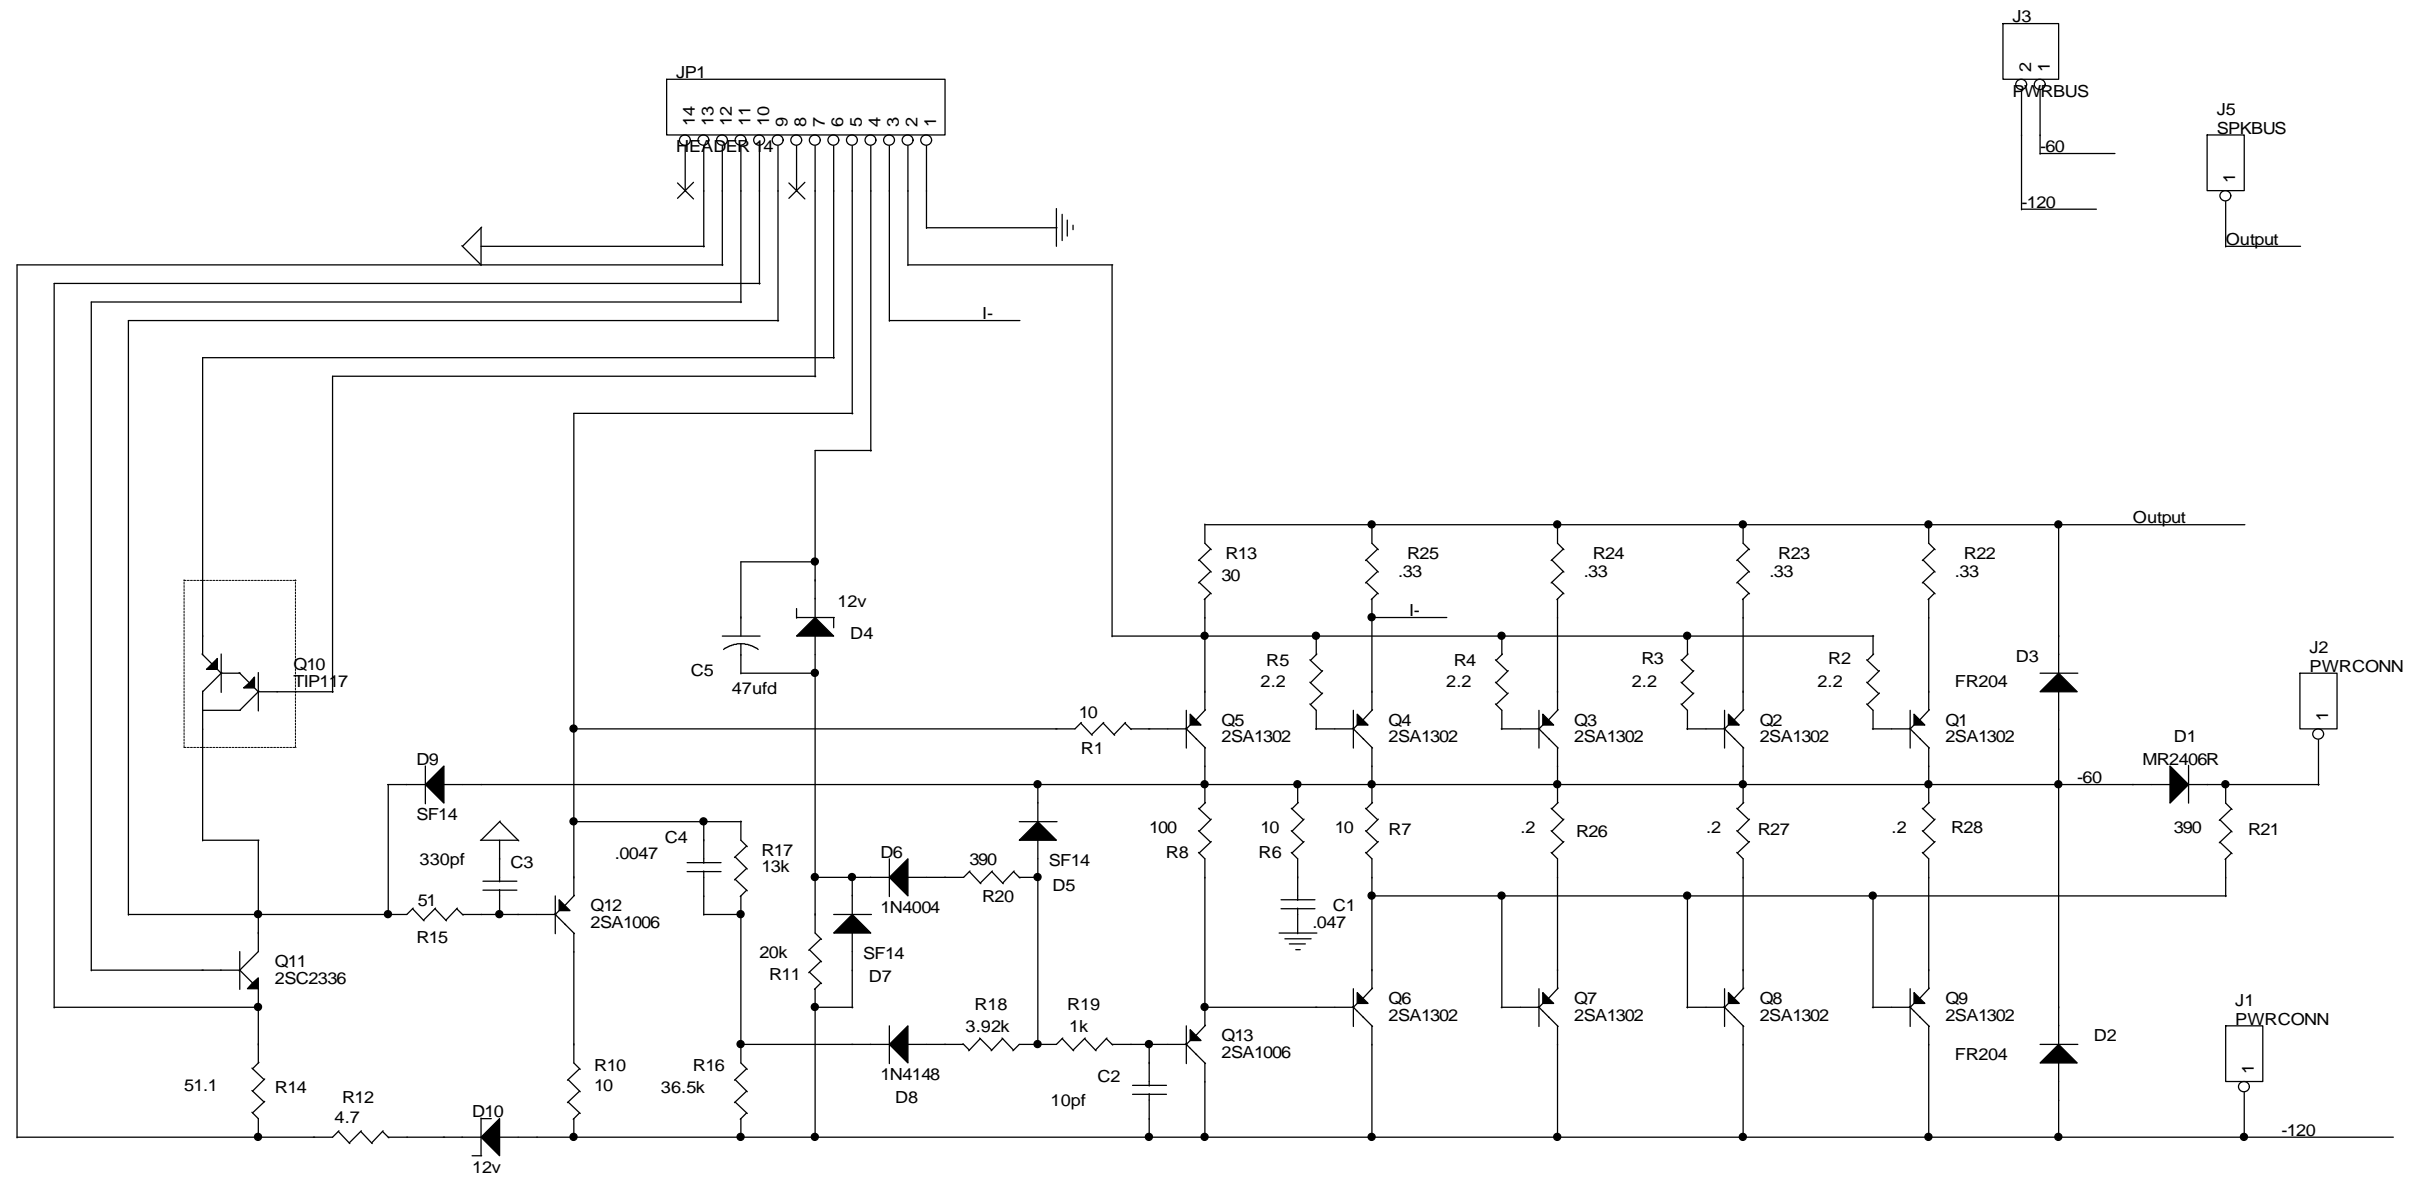 J3
2
1
PWRBUS
-60
-120
J5
SPKBUS
1
Output
JP1
14
13
12
11
10
9
8
7
6
5
4
3
2
1
HEADER 14
I-
12v
D4
C5
47ufd
Q10
TIP117
Output
R13
30
R25
.33
R24
.33
R23
.33
R22
.33
I-
R5
2.2
R4
2.2
R3
2.2
R2
2.2
D3
FR204
J2
PWRCONN
1
10
R1
Q5
2SA1302
Q4
2SA1302
Q3
2SA1302
Q2
2SA1302
Q1
2SA1302
D1
MR2406R
-60
D9
SF14
330pf
C3
C4
.0047
R17
13k
D6
1N4004
390
R20
SF14
D5
100
R8
10
R6
10
R7
.2
R26
.2
R27
.2
R28
390
R21
51
R15
Q12
2SA1006
C1
.047
20k
R11
SF14
D7
Q11
2SC2336
R18
3.92k
R19
1k
Q13
2SA1006
Q6
2SA1302
Q7
2SA1302
Q8
2SA1302
Q9
2SA1302
FR204
D2
J1
PWRCONN
1
51.1
R14
R12
4.7
D10
12v
R10
10
R16
36.5k
1N4148
D8
C2
10pf
-120